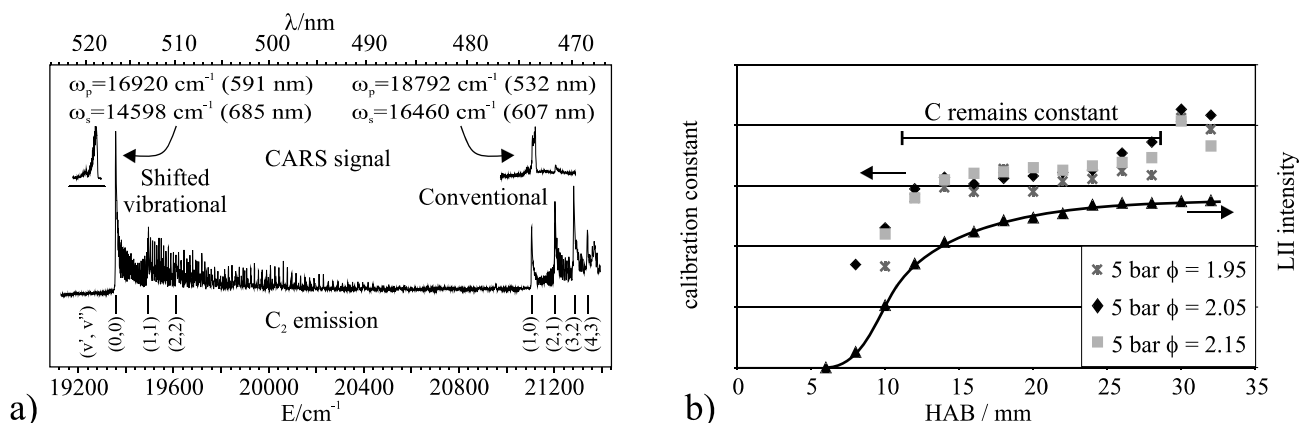 λ/nm
520 510 500 490 480 470
ωp=16920 cm-1 (591 nm)
ωs=14598 cm-1 (685 nm)
ωp=18792 cm-1 (532 nm)
ωs=16460 cm-1 (607 nm)
CARS signal
Shifted
vibrational
Conventional
C2 emission
(v', v")
(0,0)
(1,1)
(2,2)
(1,0)
(2,1)
(3,2)
(4,3)
19200 19600 20000 20400 20800 21200
E/cm-1
a)
calibration constant
C remains constant
LII intensity
5 bar ϕ = 1.95
5 bar ϕ = 2.05
5 bar ϕ = 2.15
0 5 10 15 20 25 30 35
HAB / mm
b)